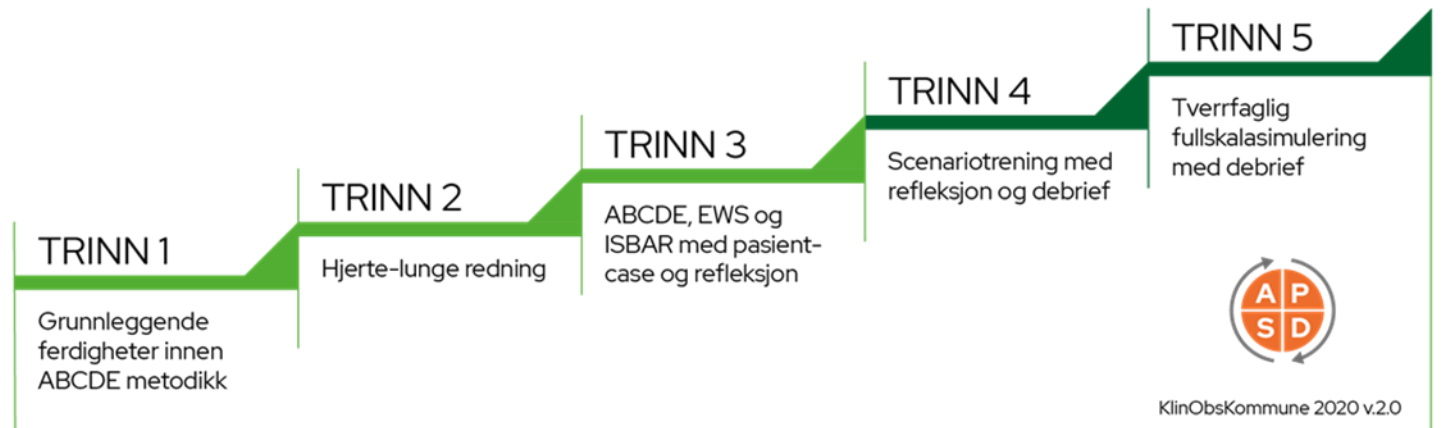 TRINN 1
Grunnleggende
ferdigheter innen
ABCDE metodikk
TRINN 2
Hjerte-lunge redning
TRINN 3
ABCDE, EWS og
ISBAR med pasient-
case og refleksjon
TRINN 4
Scenariotrening med
refleksjon og debrief
TRINN 5
Tverrfaglig
fullskalasimulering
med debrief
A P
S D
KlinObsKommune 2020 v.2.0